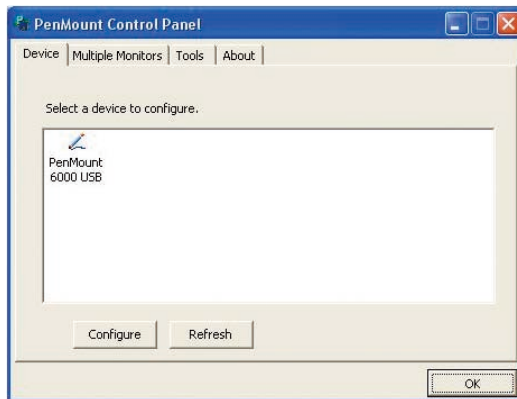 PenMount Control Panel
Device Multiple Monitors Tools About
Select a device to configure.
PenMount
6000 USB
Configure Refresh
OK